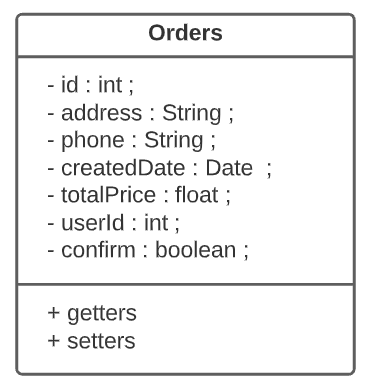 Orders
- id : int ;
- address : String ;
- phone : String ;
- createdDate : Date  ;
- totalPrice : float ;
- userId : int ;
- confirm : boolean ;
+ getters
+ setters